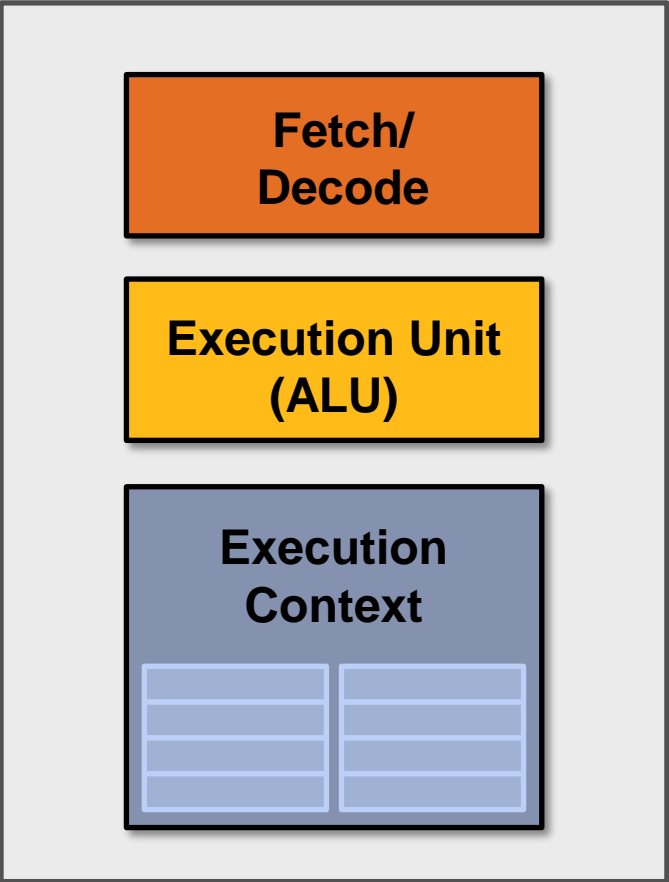 Fetch/
Decode
Execution Unit
(ALU)
Execution
Context